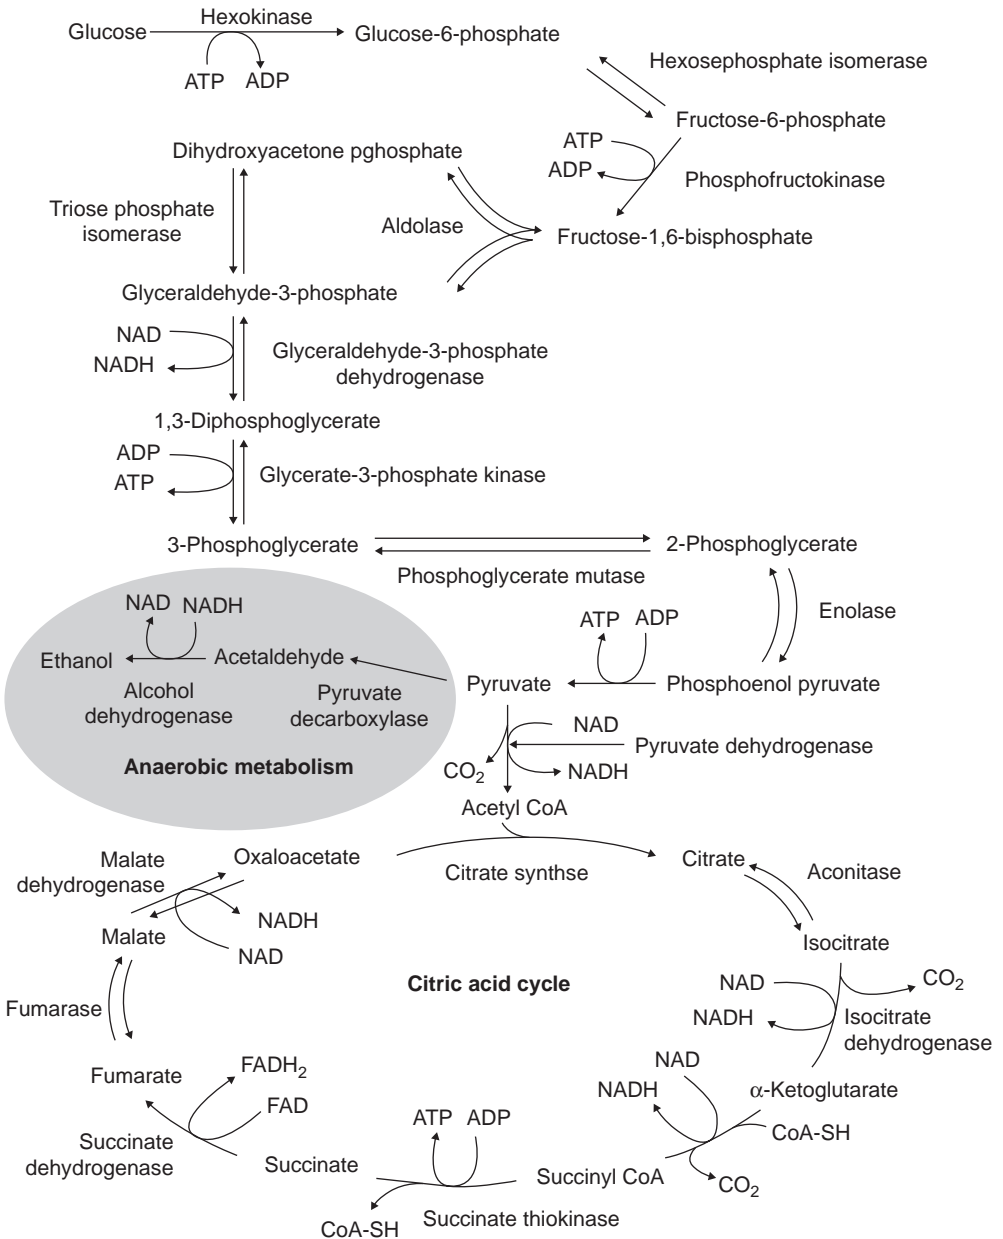 Hexokinase
Glucose
Glucose-6-phosphate
ATP
ADP
Hexosephosphate isomerase
Fructose-6-phosphate
ATP
ADP
Phosphofructokinase
Dihydroxyacetone pghosphate
Triose phosphate
isomerase
Aldolase
Fructose-1,6-bisphosphate
Glyceraldehyde-3-phosphate
NAD
NADH
Glyceraldehyde-3-phosphate
dehydrogenase
1,3-Diphosphoglycerate
ADP
ATP
Glycerate-3-phosphate kinase
3-Phosphoglycerate
2-Phosphoglycerate
Phosphoglycerate mutase
Enolase
ATP
ADP
Pyruvate
Phosphoenol pyruvate
NAD
NADH
Ethanol
Acetaldehyde
Alcohol
dehydrogenase
Pyruvate
decarboxylase
Anaerobic metabolism
NAD
Pyruvate dehydrogenase
CO2
NADH
Acetyl CoA
Malate
dehydrogenase
Oxaloacetate
Citrate synthse
Citrate
Aconitase
NADH
NAD
Malate
Isocitrate
Citric acid cycle
NAD
NADH
CO2
Isocitrate
dehydrogenase
Fumarase
Fumarate
FADH2
FAD
NAD
NADH
α-Ketoglutarate
CoA-SH
Succinate
dehydrogenase
Succinate
ATP
ADP
Succinyl CoA
CO2
CoA-SH
Succinate thiokinase